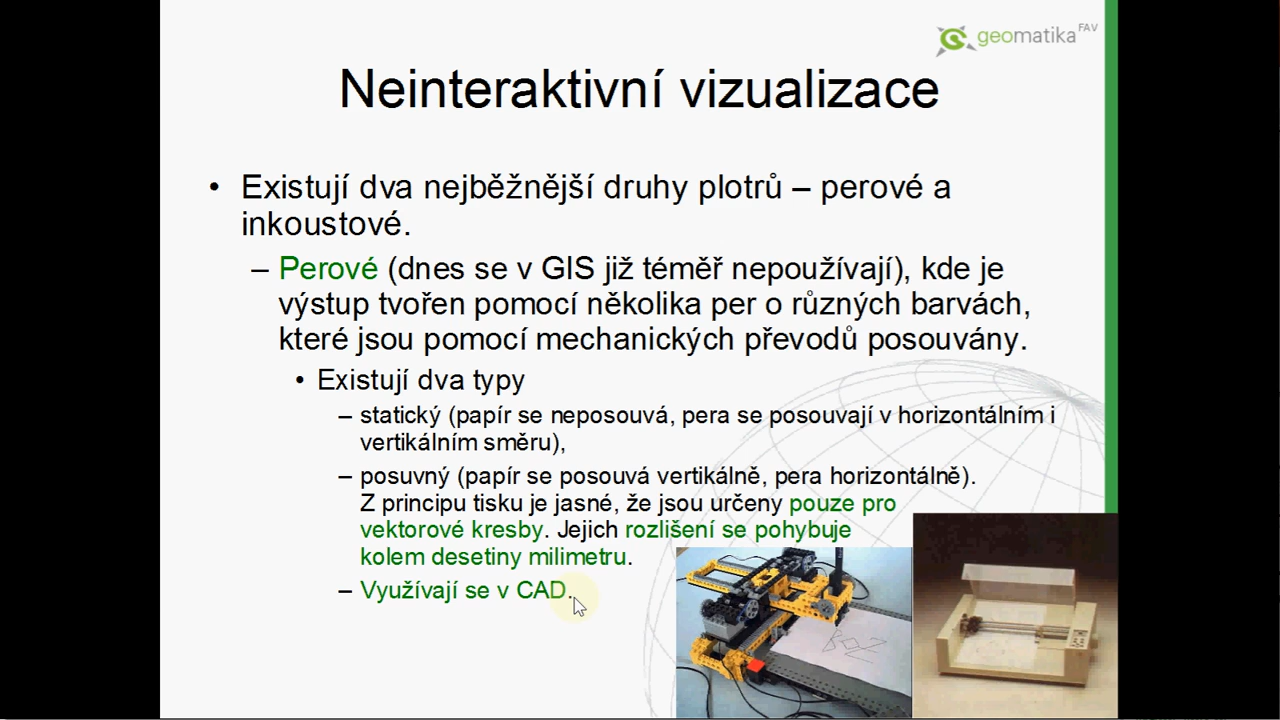 geomatika FAV
Neinteraktivní vizualizace
• Existují dva nejběžnější druhy plotrů – perové a
inkoustové.
– Perové (dnes se v GIS již téměř nepoužívají), kde je
výstup tvořen pomocí několika per o různých barvách,
které jsou pomocí mechanických převodů posouvány.
• Existují dva typy
– statický (papír se neposouvá, pera se posouvají v horizontálním i
vertikálním směru),
– posuvný (papír se posouvá vertikálně, pera horizontálně).
Z principu tisku je jasné, že jsou určeny pouze pro
vektorové kresby. Jejich rozlišení se pohybuje
kolem desetiny milimetru.
– Využívají se v CAD.